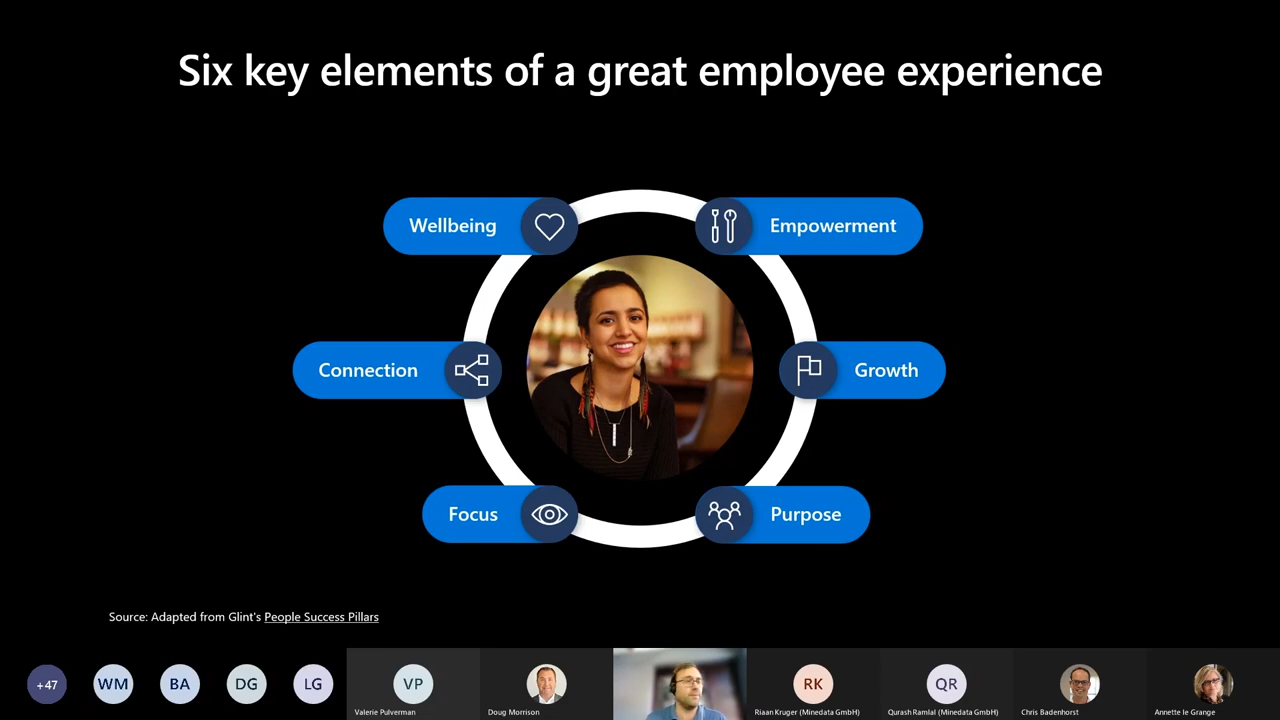 Six key elements of a great employee experience
Wellbeing
Empowerment
Connection
Growth
Focus
Purpose
Source: Adapted from Glint's People Success Pillars
+47
WM
BA
DG
LG
VP
RK
QR
Valerie Pulverman
Doug Morrison
Riaan Kruger (Minedata GmbH)
Qurash Ramlal (Minedata GmbH)
Chris Badenhorst
Annette le Grange